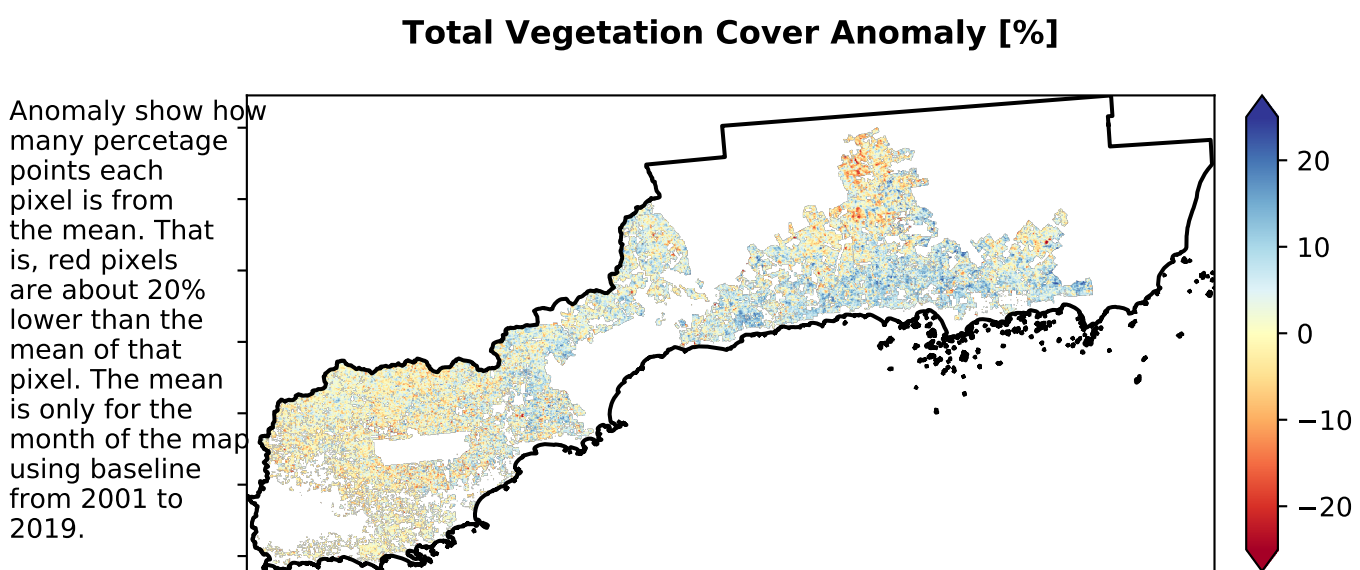 Total Vegetation Cover Anomaly [%]
Anomaly show how
many percetage
points each
pixel is from
the mean. That
is, red pixels
are about 20%
lower than the
mean of that
pixel. The mean
is only for the
month of the map
using baseline
from 2001 to
2019.
20
10
0
−10
−20